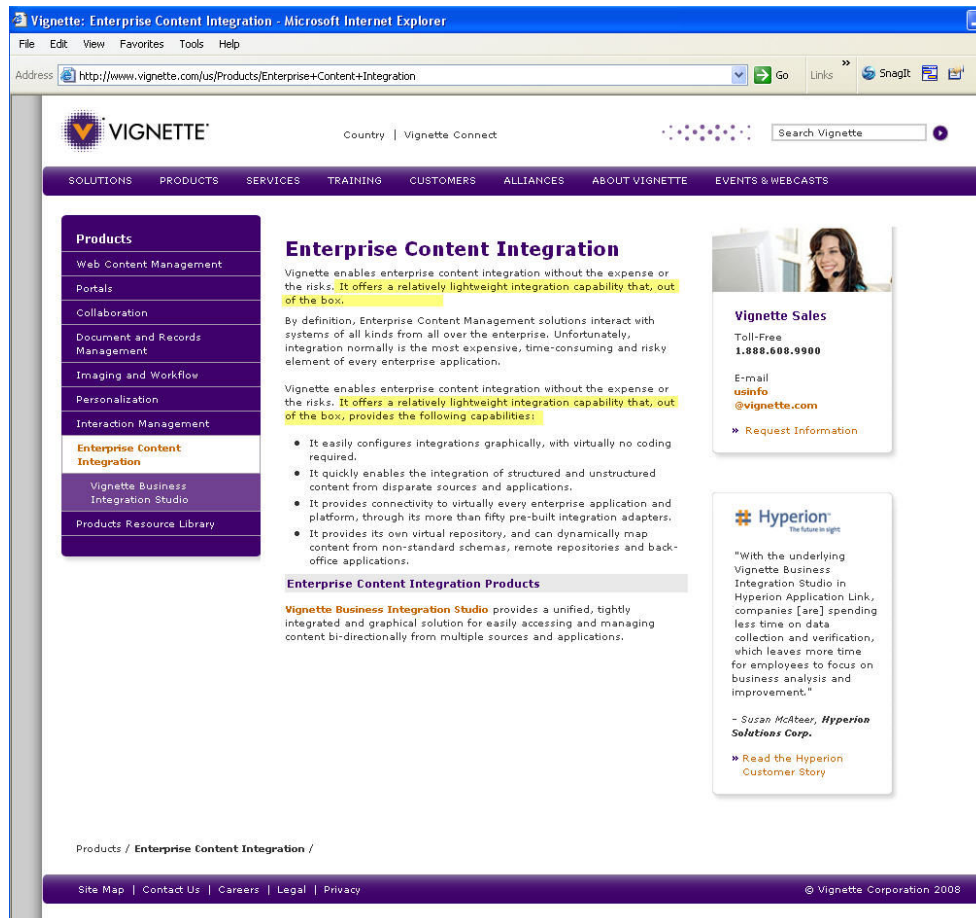 Vignette: Enterprise Content Integration - Microsoft Internet Explorer
File Edit View Favorites Tools Help
Address http://www.vignette.com/us/Products/Enterprise+Content+Integration Go Links » SnagIt
VIGNETTE
Country | Vignette Connect
Search Vignette
SOLUTIONS PRODUCTS SERVICES TRAINING CUSTOMERS ALLIANCES ABOUT VIGNETTE EVENTS & WEBCASTS
Products
Web Content Management
Portals
Collaboration
Document and Records
Management
Imaging and Workflow
Personalization
Interaction Management
Enterprise Content
Integration
Vignette Business
Integration Studio
Products Resource Library
Enterprise Content Integration
Vignette enables enterprise content integration without the expense or
the risks. It offers a relatively lightweight integration capability that, out
of the box.
By definition, Enterprise Content Management solutions interact with
systems of all kinds from all over the enterprise. Unfortunately,
integration normally is the most expensive, time-consuming and risky
element of every enterprise application.
Vignette enables enterprise content integration without the expense or
the risks. It offers a relatively lightweight integration capability that, out
of the box, provides the following capabilities:
• It easily configures integrations graphically, with virtually no coding
required.
• It quickly enables the integration of structured and unstructured
content from disparate sources and applications.
• It provides connectivity to virtually every enterprise application and
platform, through its more than fifty pre-built integration adapters.
• It provides its own virtual repository, and can dynamically map
content from non-standard schemas, remote repositories and back-
office applications.
Enterprise Content Integration Products
Vignette Business Integration Studio provides a unified, tightly
integrated and graphical solution for easily accessing and managing
content bi-directionally from multiple sources and applications.
Vignette Sales
Toll-Free
1.888.608.9900
E-mail
usinfo
@vignette.com
» Request Information
Hyperion
The future in sight
"With the underlying
Vignette Business
Integration Studio in
Hyperion Application Link,
companies [are] spending
less time on data
collection and verification,
which leaves more time
for employees to focus on
business analysis and
improvement."
- Susan McAteer, Hyperion
Solutions Corp.
» Read the Hyperion
Customer Story
Products / Enterprise Content Integration /
Site Map | Contact Us | Careers | Legal | Privacy
© Vignette Corporation 2008